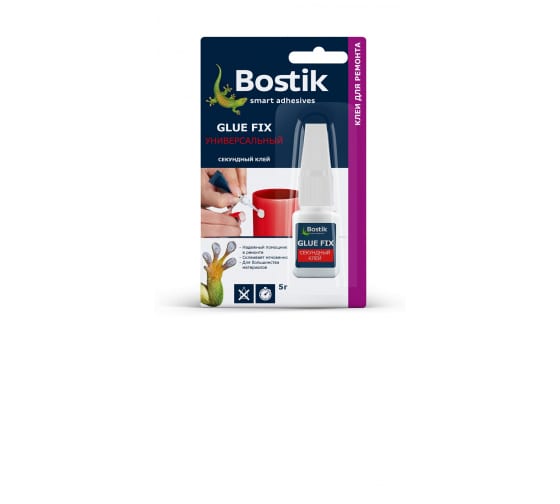 Bostik
smart adhesives
GLUE FIX
УНИВЕРСАЛЬНЫЙ
СЕКУНДНЫЙ КЛЕЙ
КЛЕИ ДЛЯ РЕМОНТА
Bostik
GLUE FIX
СЕКУНДНЫЙ
КЛЕЙ
- Надежный помощник
в ремонте
- Склеивает мгновенно
- Для большинства
материалов
5 г